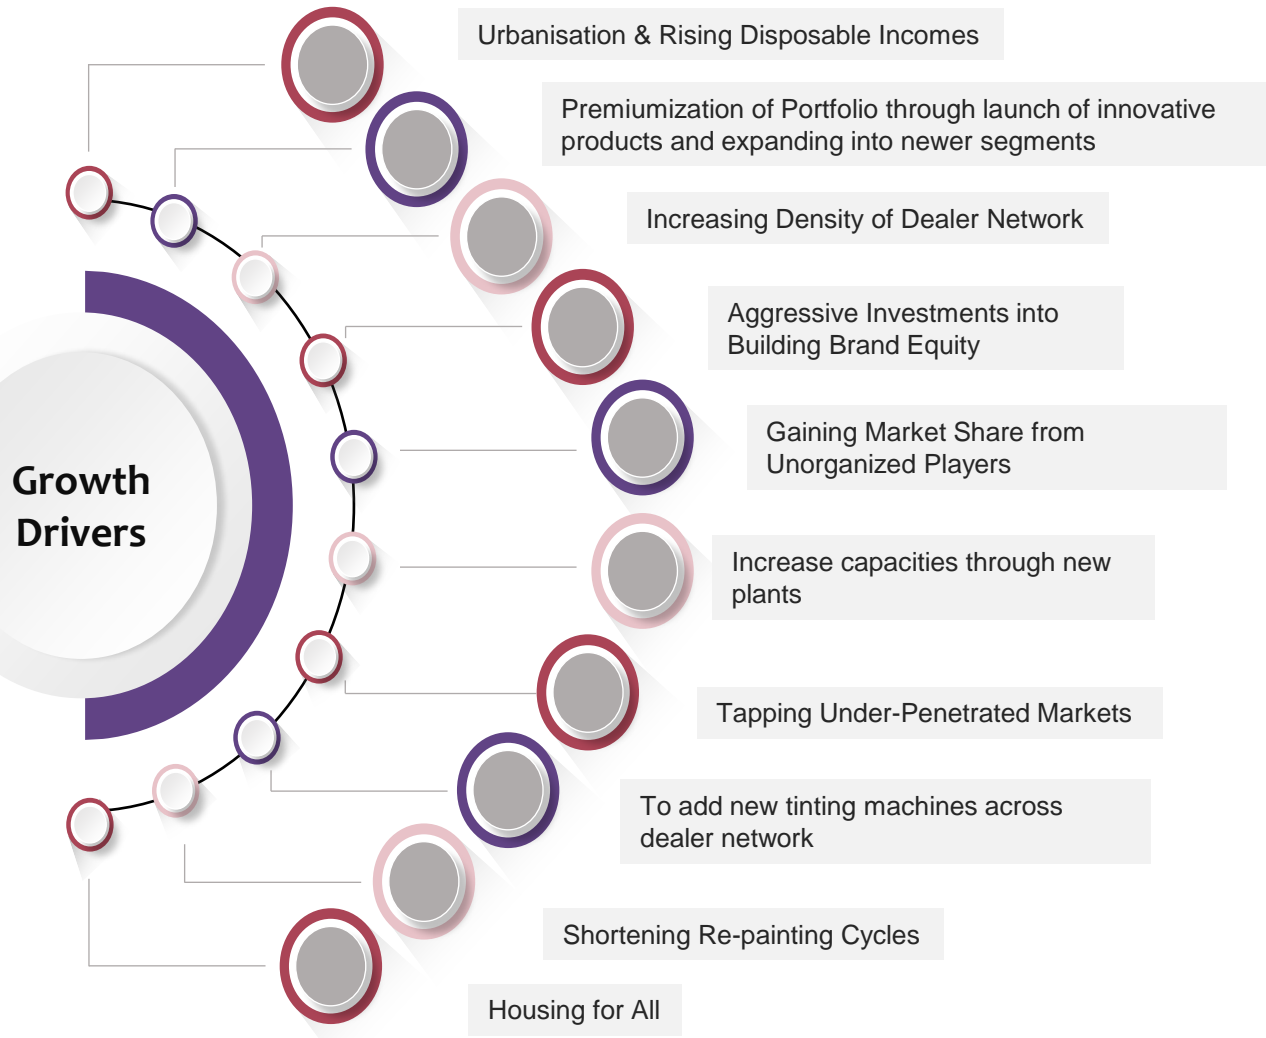 Urbanisation & Rising Disposable Incomes
Premiumization of Portfolio through launch of innovative
products and expanding into newer segments
Increasing Density of Dealer Network
Aggressive Investments into
Building Brand Equity
Gaining Market Share from
Unorganized Players
Growth
Drivers
Increase capacities through new
plants
Tapping Under-Penetrated Markets
To add new tinting machines across
dealer network
Shortening Re-painting Cycles
Housing for All